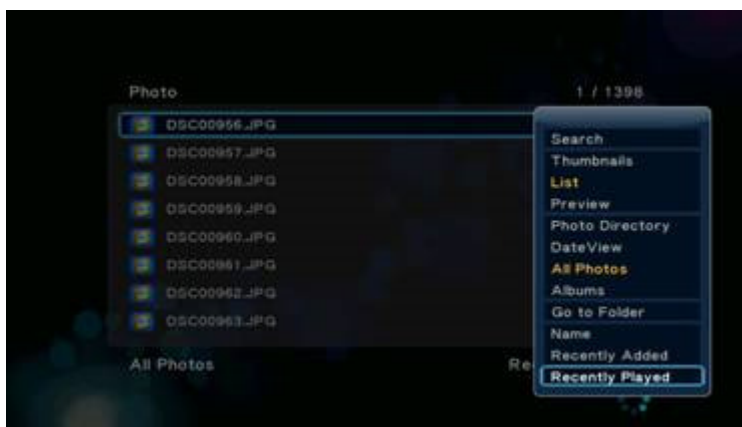 Photo
1 / 1398
DSC00956.JPG
DSC00957.JPG
DSC00958.JPG
DSC00959.JPG
DSC00960.JPG
DSC00961.JPG
DSC00962.JPG
DSC00963.JPG
All Photos
Search
Thumbnails
List
Preview
Photo Directory
DateView
All Photos
Albums
Go to Folder
Name
Recently Added
Recently Played